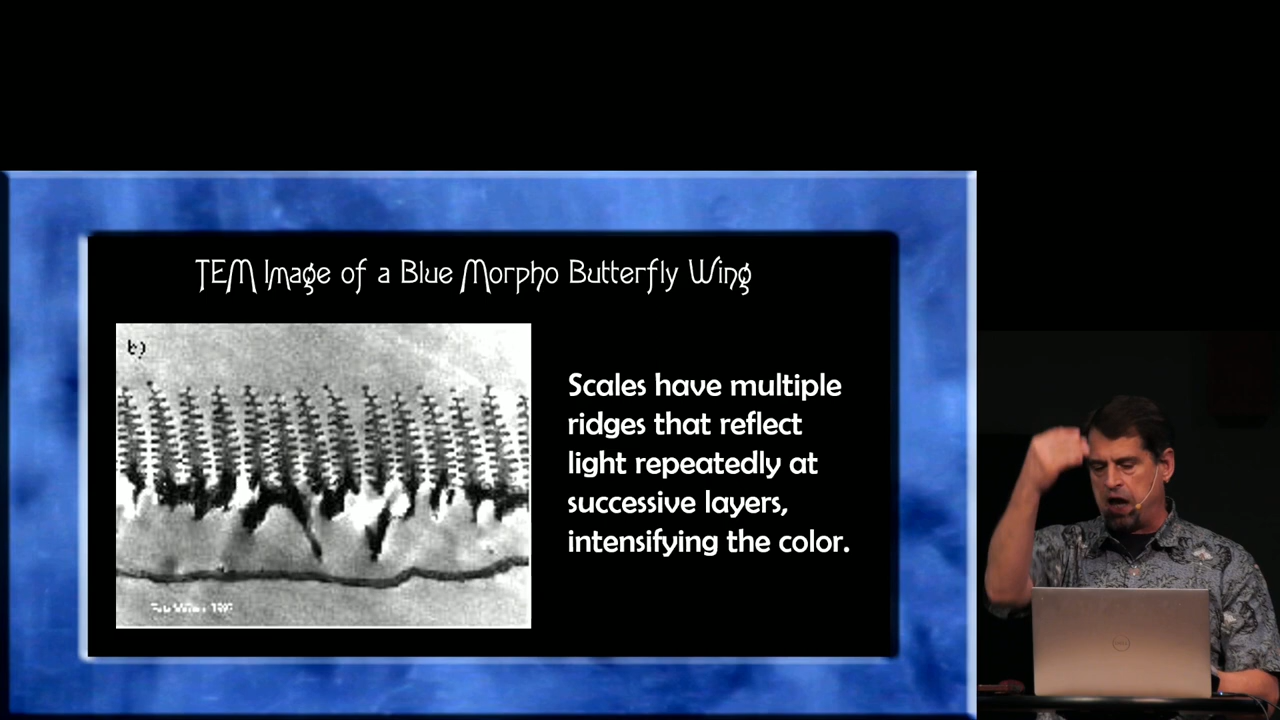 TEM Image of a Blue Morpho Butterfly Wing
b)
Scales have multiple
ridges that reflect
light repeatedly at
successive layers,
intensifying the color.
DELL